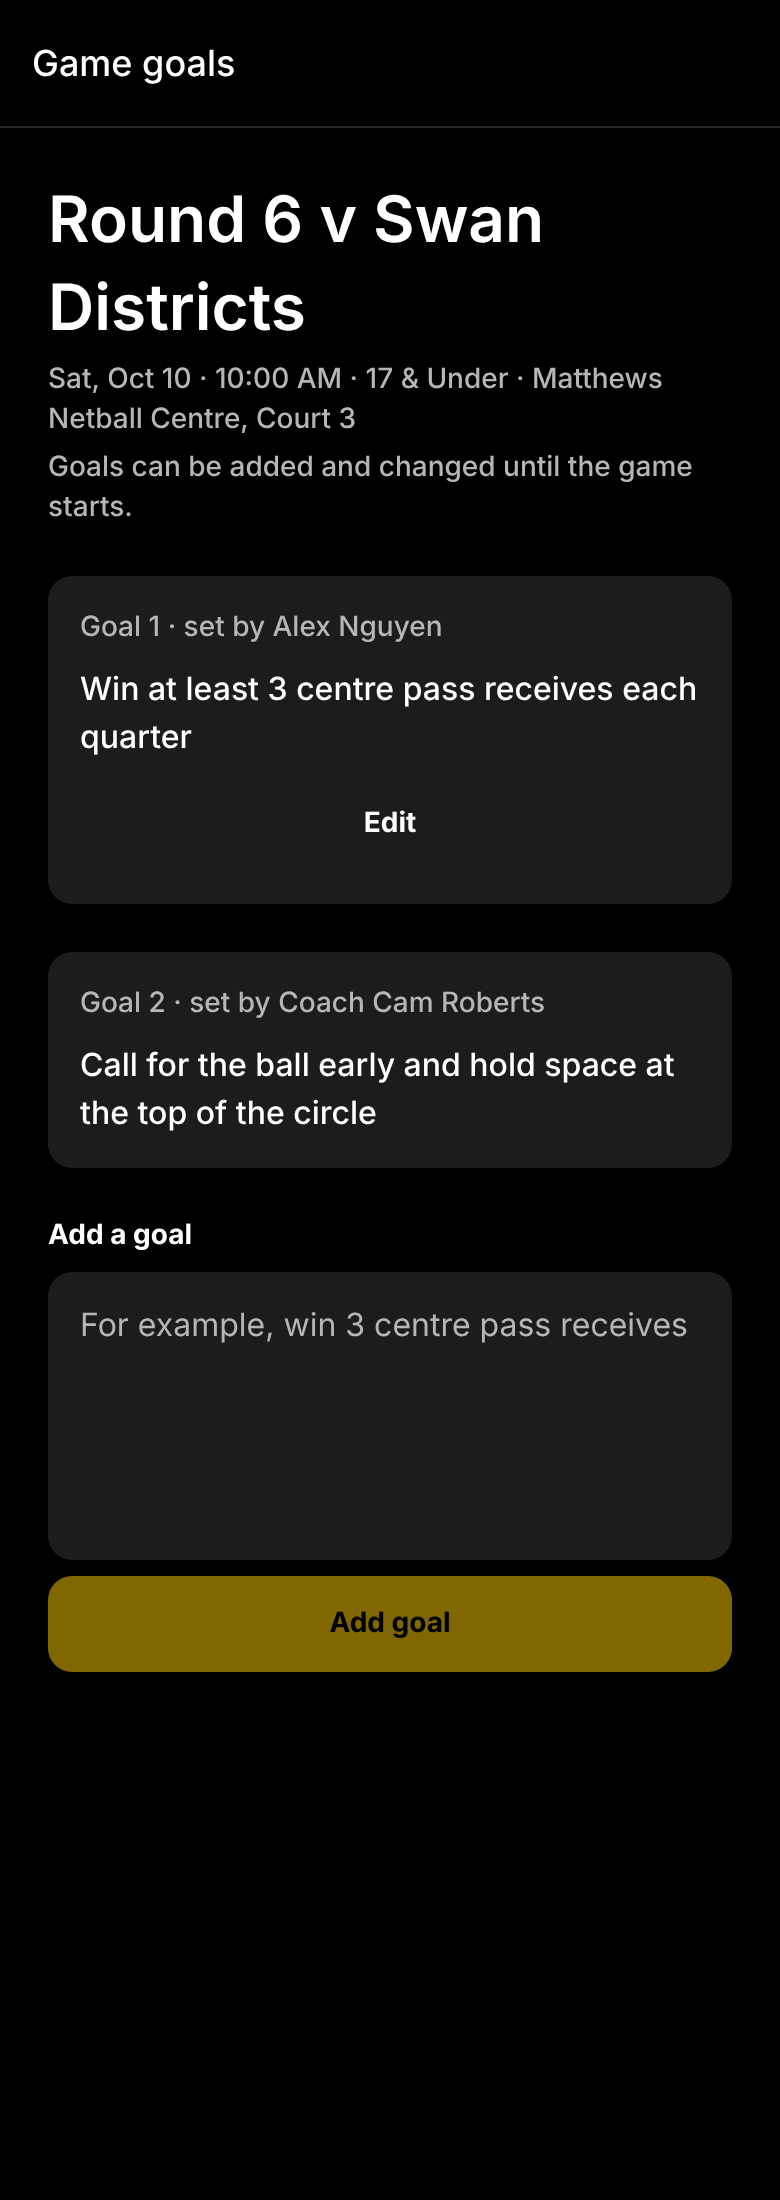 Game goals
Round 6 v Swan
Districts
Sat, Oct 10 · 10:00 AM · 17 & Under · Matthews
Netball Centre, Court 3
Goals can be added and changed until the game
starts.
Goal 1 · set by Alex Nguyen
Win at least 3 centre pass receives each
quarter
Edit
Goal 2 · set by Coach Cam Roberts
Call for the ball early and hold space at
the top of the circle
Add a goal
For example, win 3 centre pass receives
Add goal